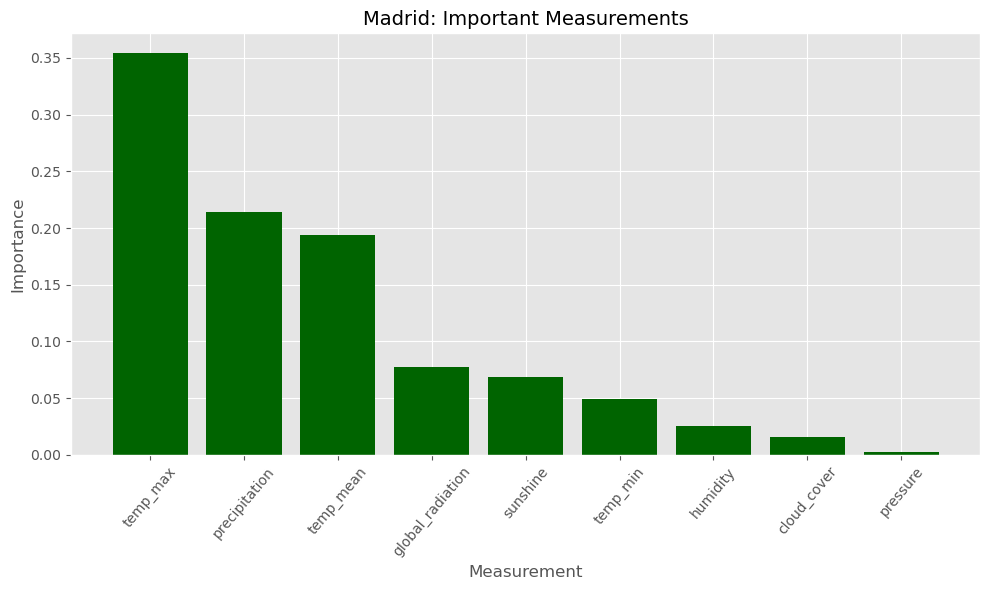 Madrid: Important Measurements
Importance
0.35
0.30
0.25
0.20
0.15
0.10
0.05
0.00
temp_max
precipitation
temp_mean
global_radiation
sunshine
temp_min
humidity
cloud_cover
pressure
Measurement